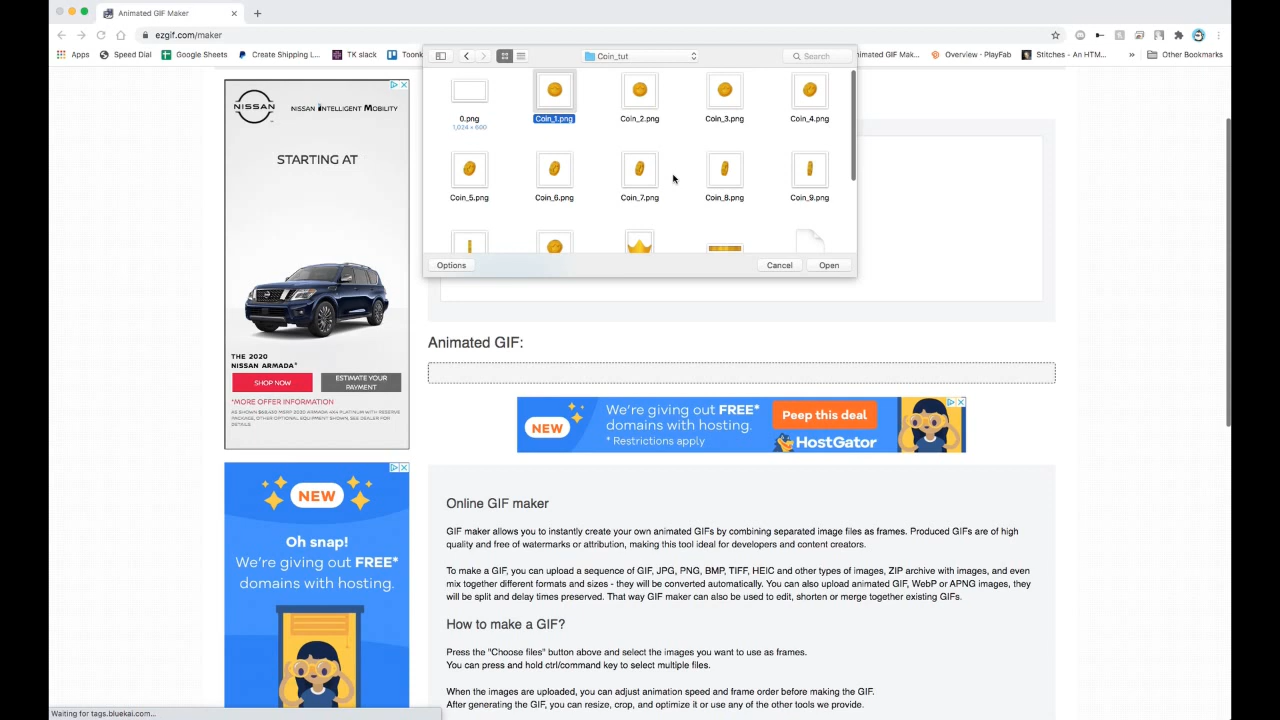 Animated GIF Maker
ezgif.com/maker
Apps
Speed Dial
Google Sheets
Create Shipping L...
TK slack
Toonk
nimated GIF Mak...
Overview - PlayFab
Stitches - An HTM...
»
Other Bookmarks
Coin_tut
Search
0.png
1,024 × 600
Coin_1.png
Coin_2.png
Coin_3.png
Coin_4.png
Coin_5.png
Coin_6.png
Coin_7.png
Coin_8.png
Coin_9.png
Options
Cancel
Open
NISSAN
NISSAN INTELLIGENT MOBILITY
STARTING AT
THE 2020
NISSAN ARMADA®
SHOP NOW
ESTIMATE YOUR
PAYMENT
*MORE OFFER INFORMATION
Animated GIF:
NEW
We're giving out FREE*
domains with hosting.
* Restrictions apply
Peep this deal
HostGator
NEW
Oh snap!
We're giving out FREE*
domains with hosting.
Online GIF maker
GIF maker allows you to instantly create your own animated GIFs by combining separated image files as frames. Produced GIFs are of high
quality and free of watermarks or attribution, making this tool ideal for developers and content creators.
To make a GIF, you can upload a sequence of GIF, JPG, PNG, BMP, TIFF, HEIC and other types of images, ZIP archive with images, and even
mix together different formats and sizes - they will be converted automatically. You can also upload animated GIF, WebP or APNG images, they
will be split and delay times preserved. That way GIF maker can also be used to edit, shorten or merge together existing GIFs.
How to make a GIF?
Press the "Choose files" button above and select the images you want to use as frames.
You can press and hold ctrl/command key to select multiple files.
When the images are uploaded, you can adjust animation speed and frame order before making the GIF.
After generating the GIF, you can resize, crop, and optimize it or use any of the other tools we provide.
Waiting for tags.bluekai.com...